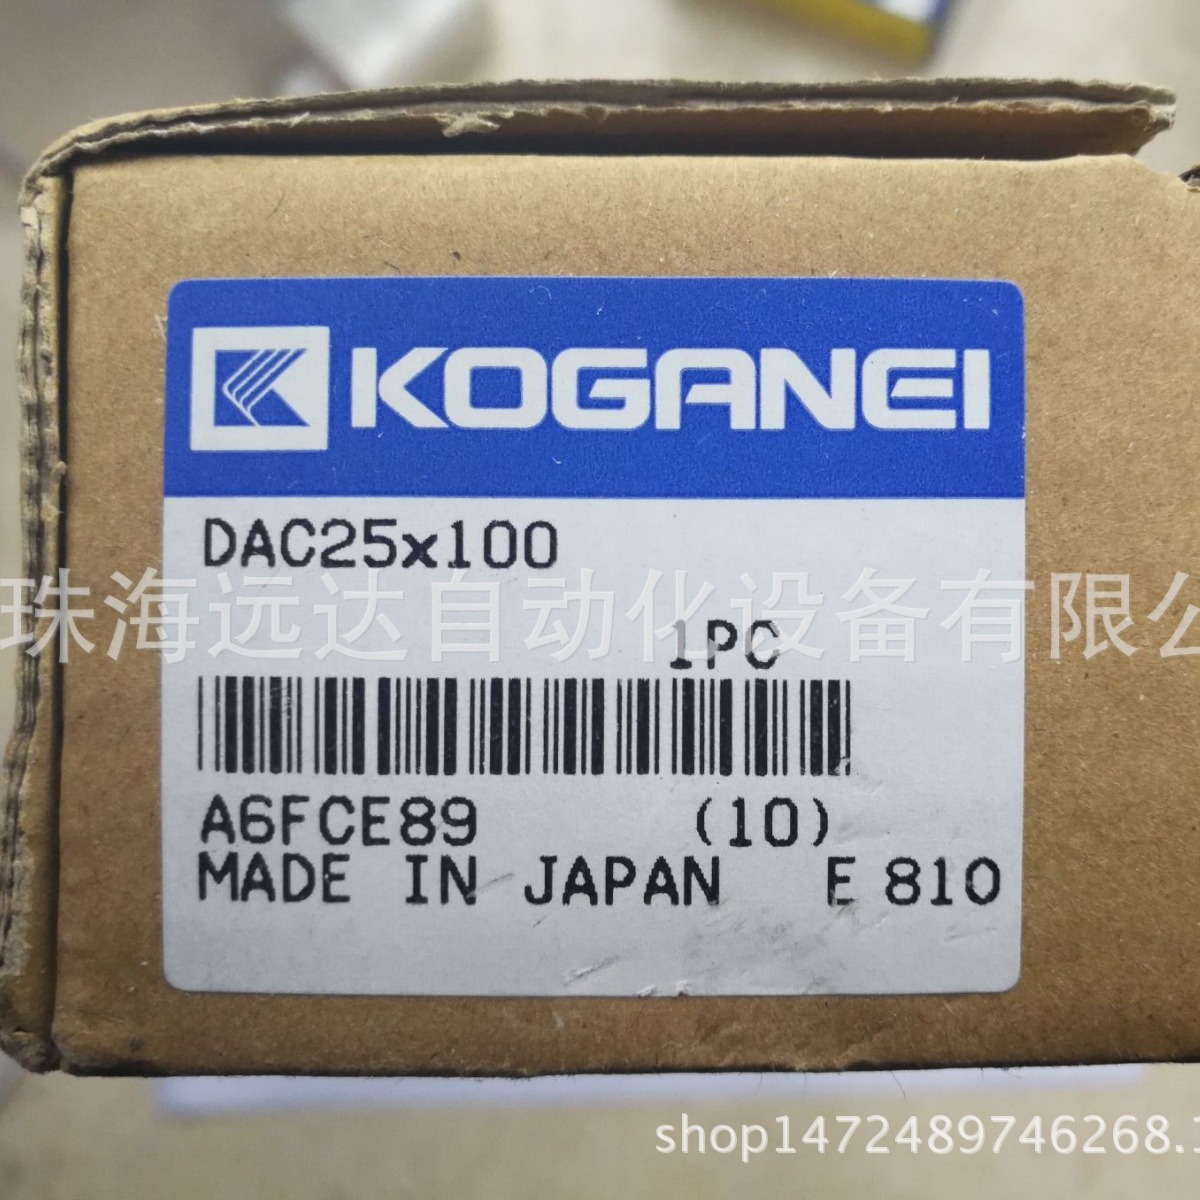 KOGANEI
DAC25x100
珠海远达自动化设备有限公
1PC
A6FCE89 (10)
MADE IN JAPAN E 810
shop1472489746268.1